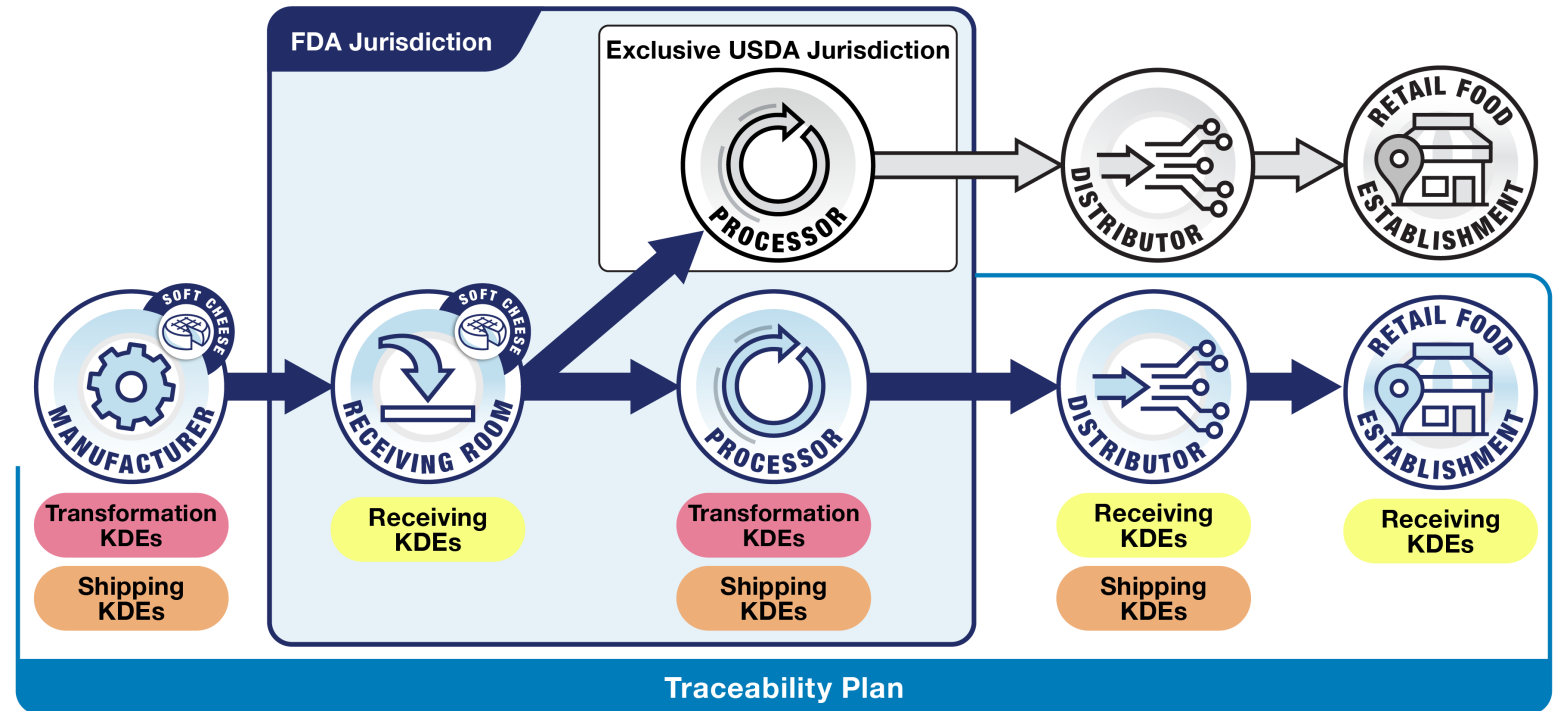 FDA Jurisdiction
Exclusive USDA Jurisdiction
PROCESSOR
DISTRIBUTOR
RETAIL FOOD
ESTABLISHMENT
SOFT CHEESE
MANUFACTURER
SOFT CHEESE
RECEIVING ROOM
PROCESSOR
DISTRIBUTOR
RETAIL FOOD
ESTABLISHMENT
Transformation
KDEs
Shipping
KDEs
Receiving
KDEs
Transformation
KDEs
Shipping
KDEs
Receiving
KDEs
Shipping
KDEs
Receiving
KDEs
Traceability Plan